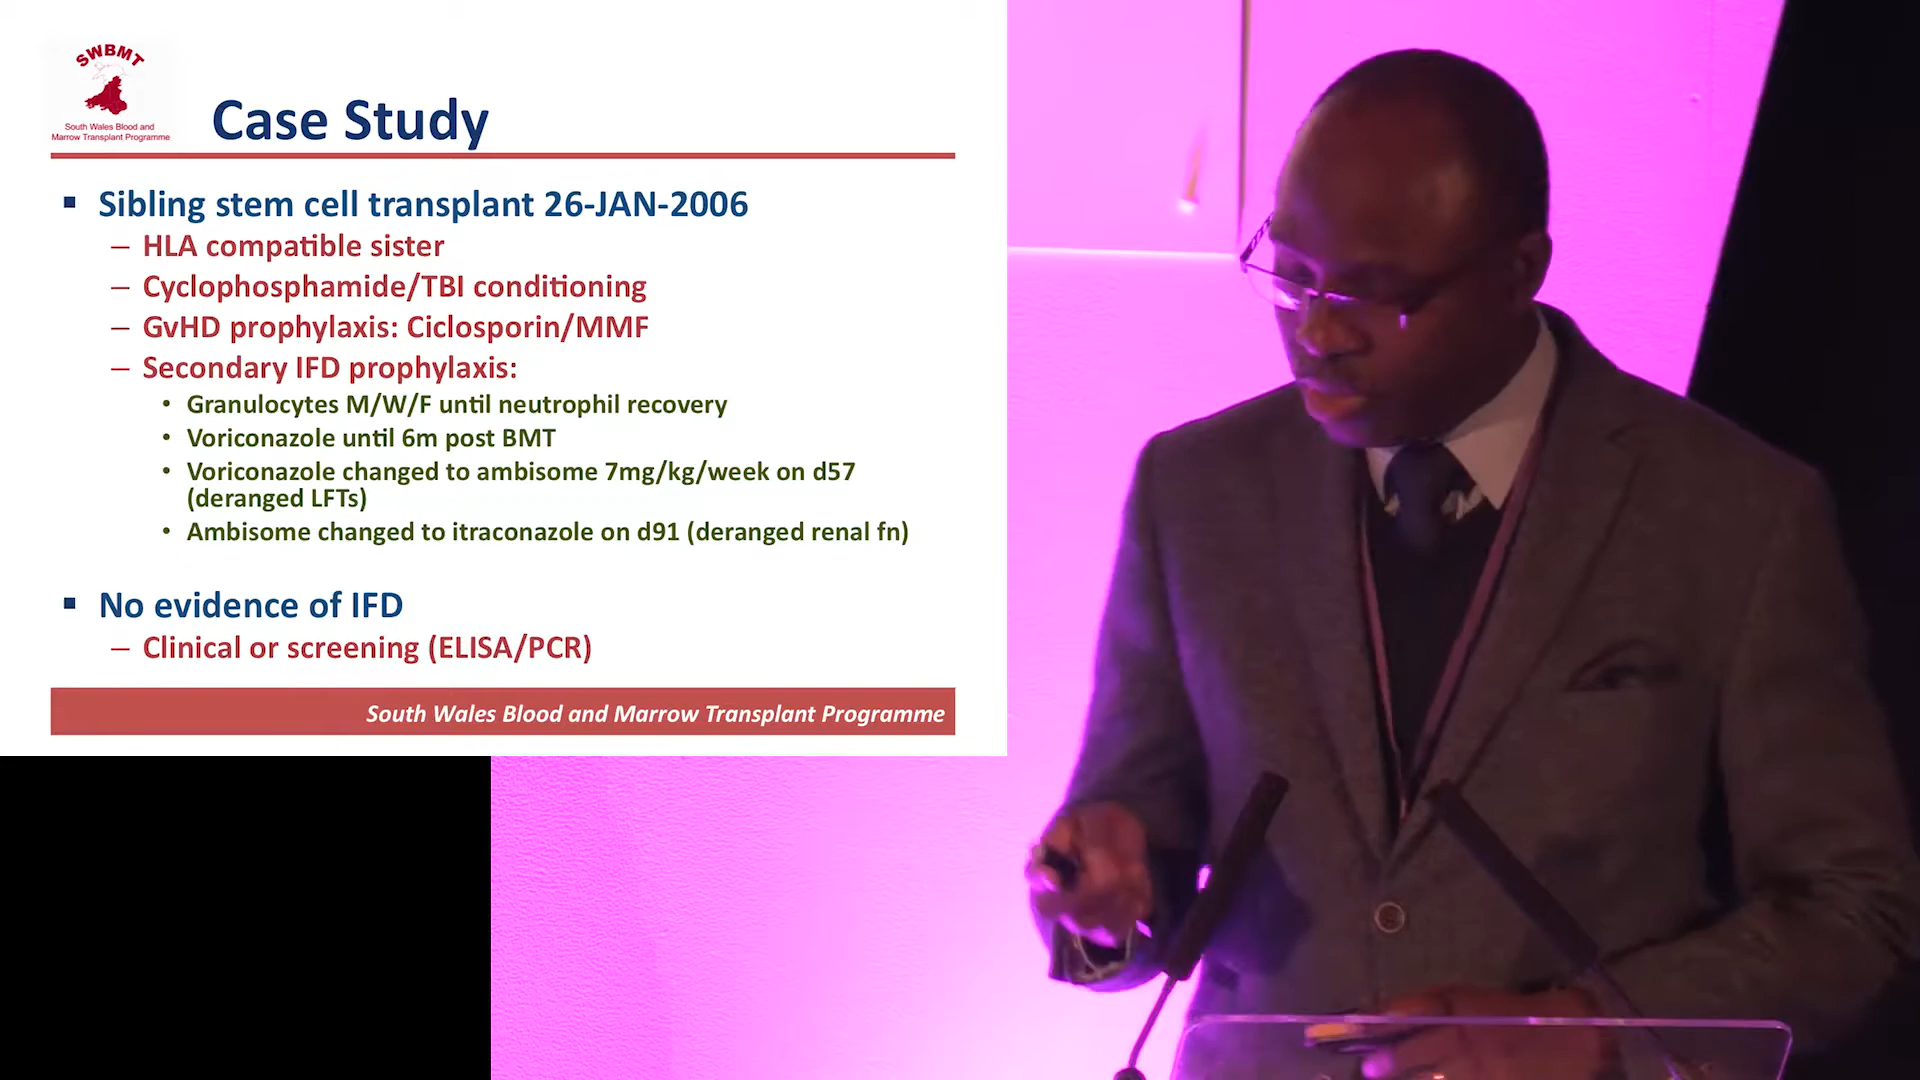 SWBMT
South Wales Blood and
Marrow Transplant Programme
Case Study
▪ Sibling stem cell transplant 26-JAN-2006
– HLA compatible sister
– Cyclophosphamide/TBI conditioning
– GvHD prophylaxis: Ciclosporin/MMF
– Secondary IFD prophylaxis:
• Granulocytes M/W/F until neutrophil recovery
• Voriconazole until 6m post BMT
• Voriconazole changed to ambisome 7mg/kg/week on d57
(deranged LFTs)
• Ambisome changed to itraconazole on d91 (deranged renal fn)
▪ No evidence of IFD
– Clinical or screening (ELISA/PCR)
South Wales Blood and Marrow Transplant Programme